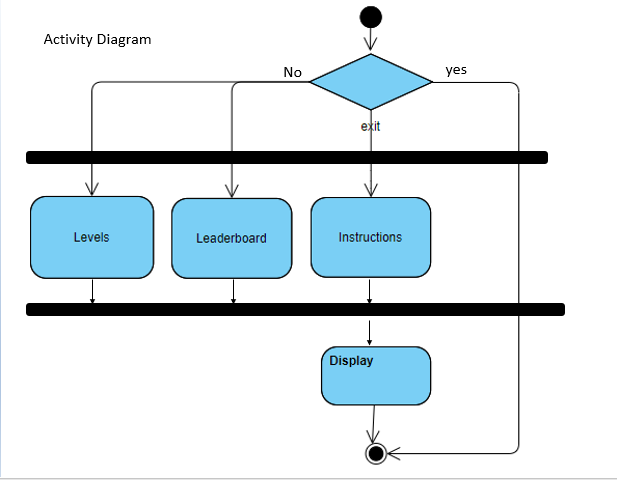 Activity Diagram
No
yes
exit
Levels
Leaderboard
Instructions
Display